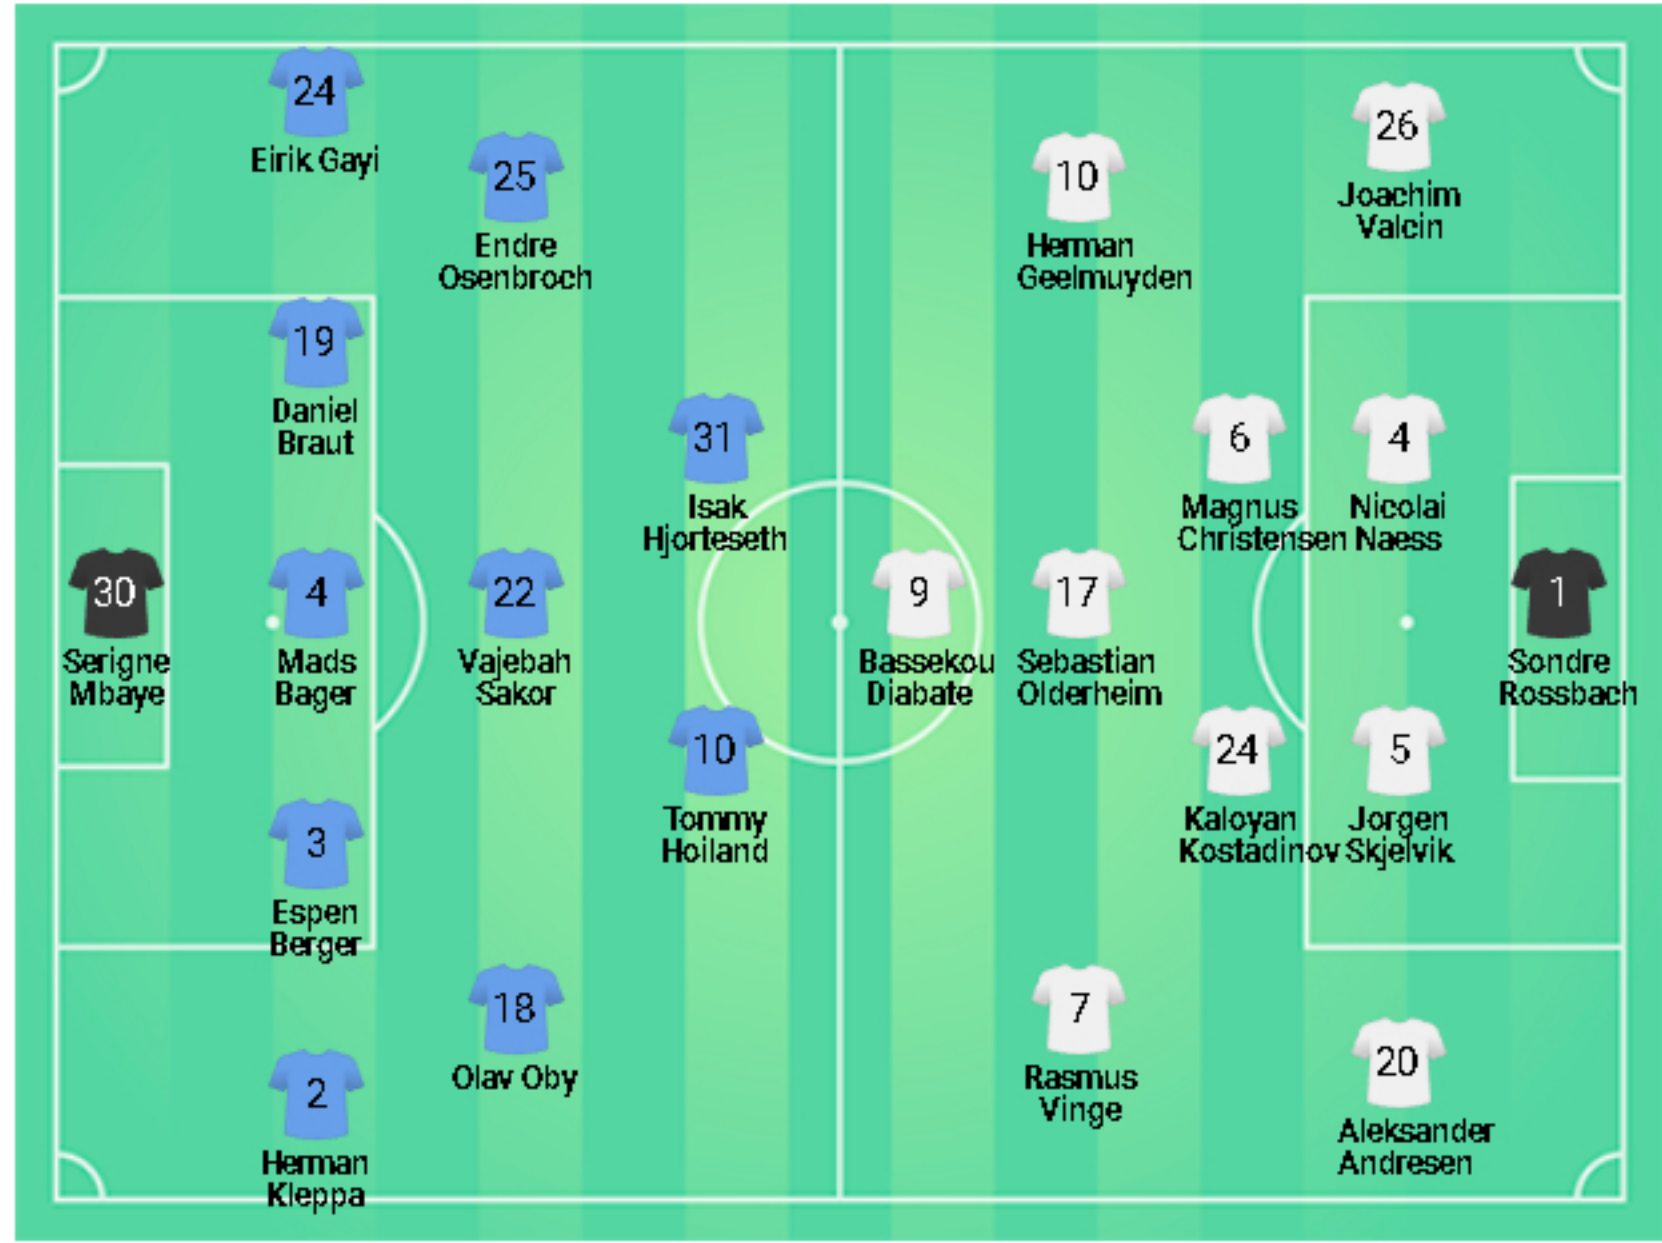 24
Eirik Gayi
25
Endre
Osenbroch
19
Daniel
Braut
31
Isak
Hjorteseth
30
Serigne
Mbaye
4
Mads
Bager
22
Vajebah
Sakor
10
Tommy
Hoiland
3
Espen
Berger
18
Olav Oby
2
Herman
Kleppa
26
Joachim
Valcin
10
Herman
Geelmuyden
6
Magnus
Christensen
4
Nicolai
Naess
9
Bassekou
Diabate
17
Sebastian
Olderheim
1
Sondre
Rossbach
24
Kaloyan
Kostadinov
5
Jorgen
Skjelvik
7
Rasmus
Vinge
20
Aleksander
Andresen